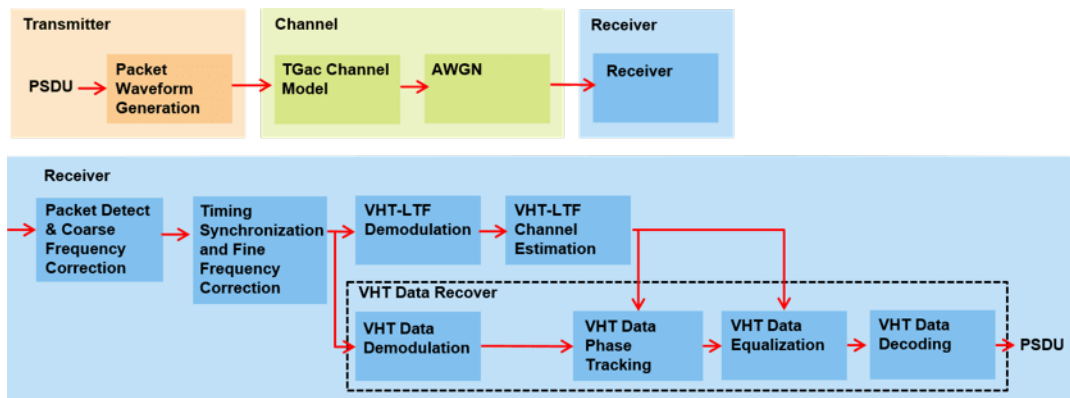 Transmitter
PSDU
Packet
Waveform
Generation
Channel
TGac Channel
Model
AWGN
Receiver
Receiver
Receiver
Packet Detect
& Coarse
Frequency
Correction
Timing
Synchronization
and Fine
Frequency
Correction
VHT-LTF
Demodulation
VHT-LTF
Channel
Estimation
VHT Data Recover
VHT Data
Demodulation
VHT Data
Phase
Tracking
VHT Data
Equalization
VHT Data
Decoding
PSDU